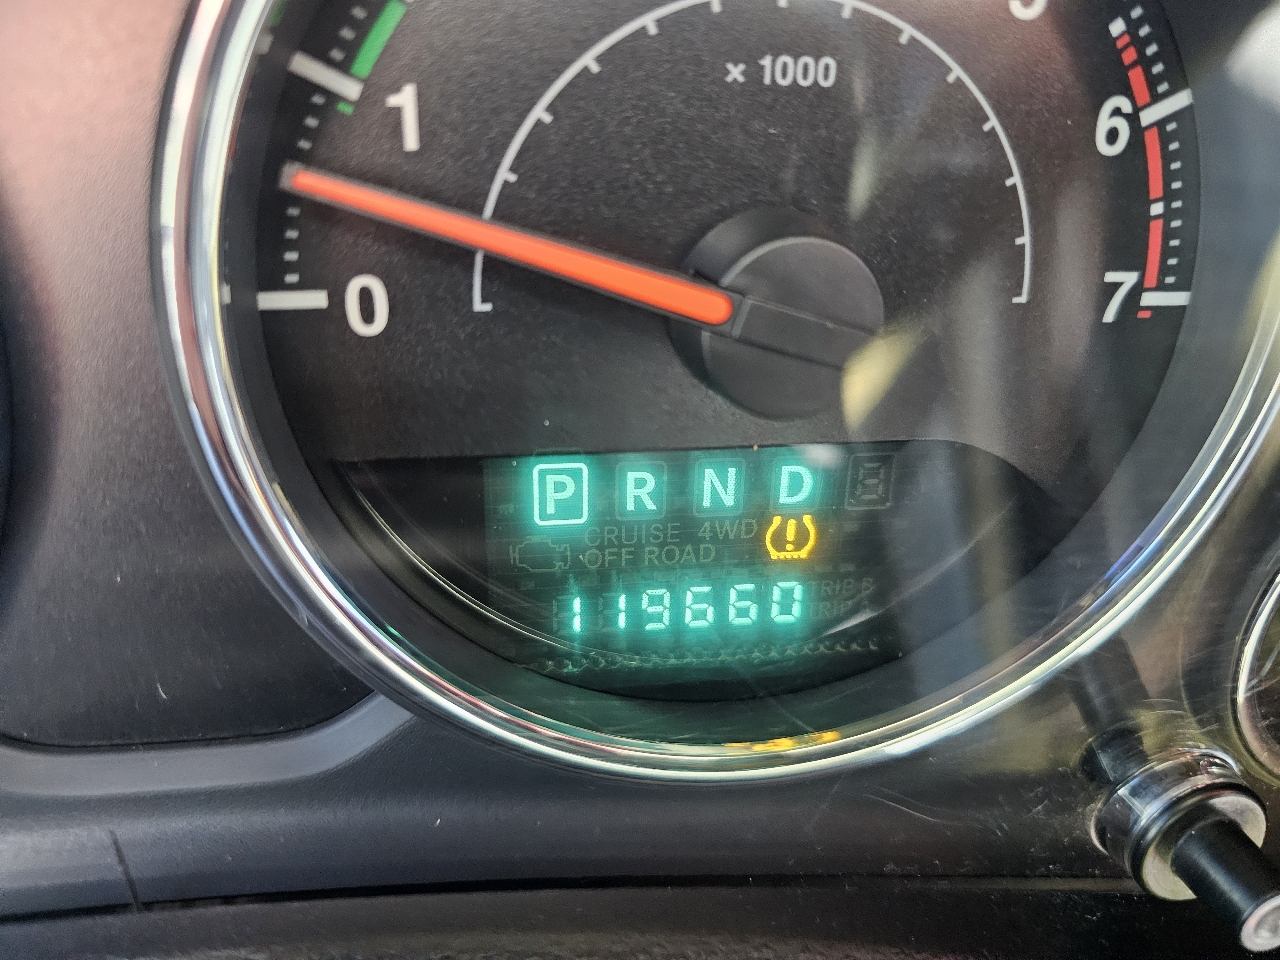 × 1000
1
6
0
7
P R N D
CRUISE 4WD
OFF ROAD
119660